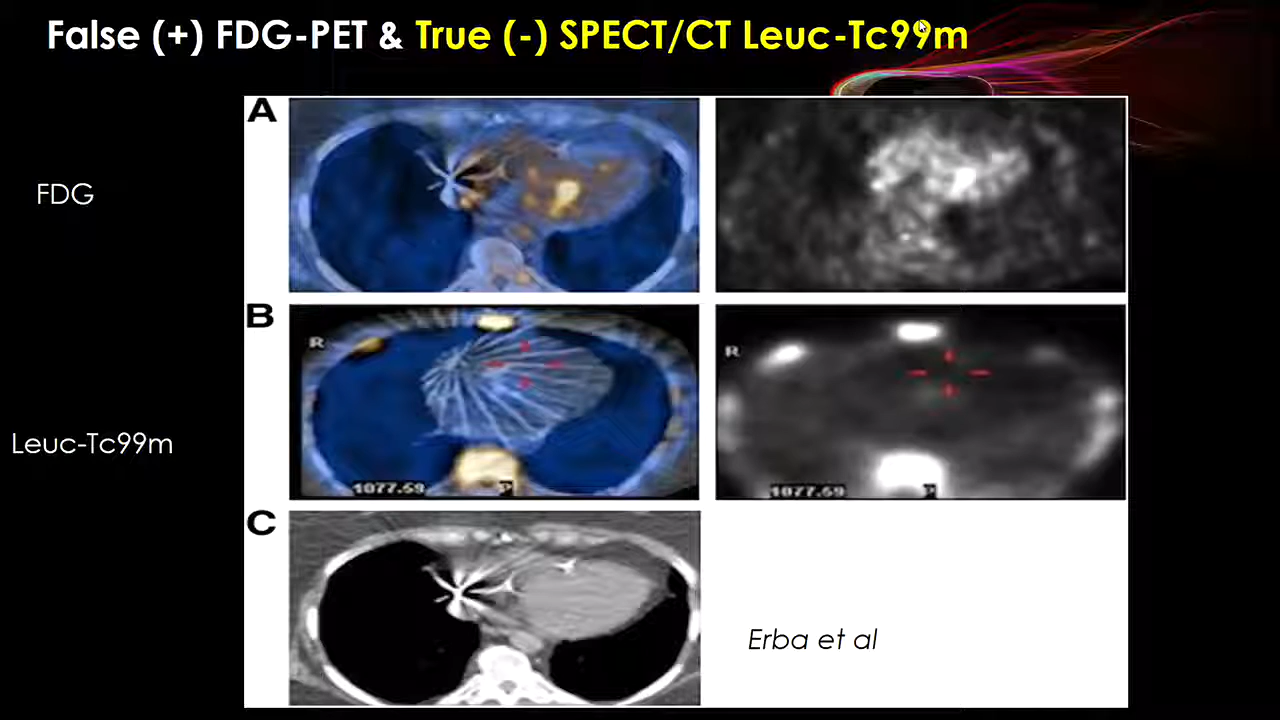 False (+) FDG-PET & True (-) SPECT/CT Leuc-Tc99m
A
FDG
B
R
R
Leuc-Tc99m
1077.59
P
1077.59
P
C
Erba et al